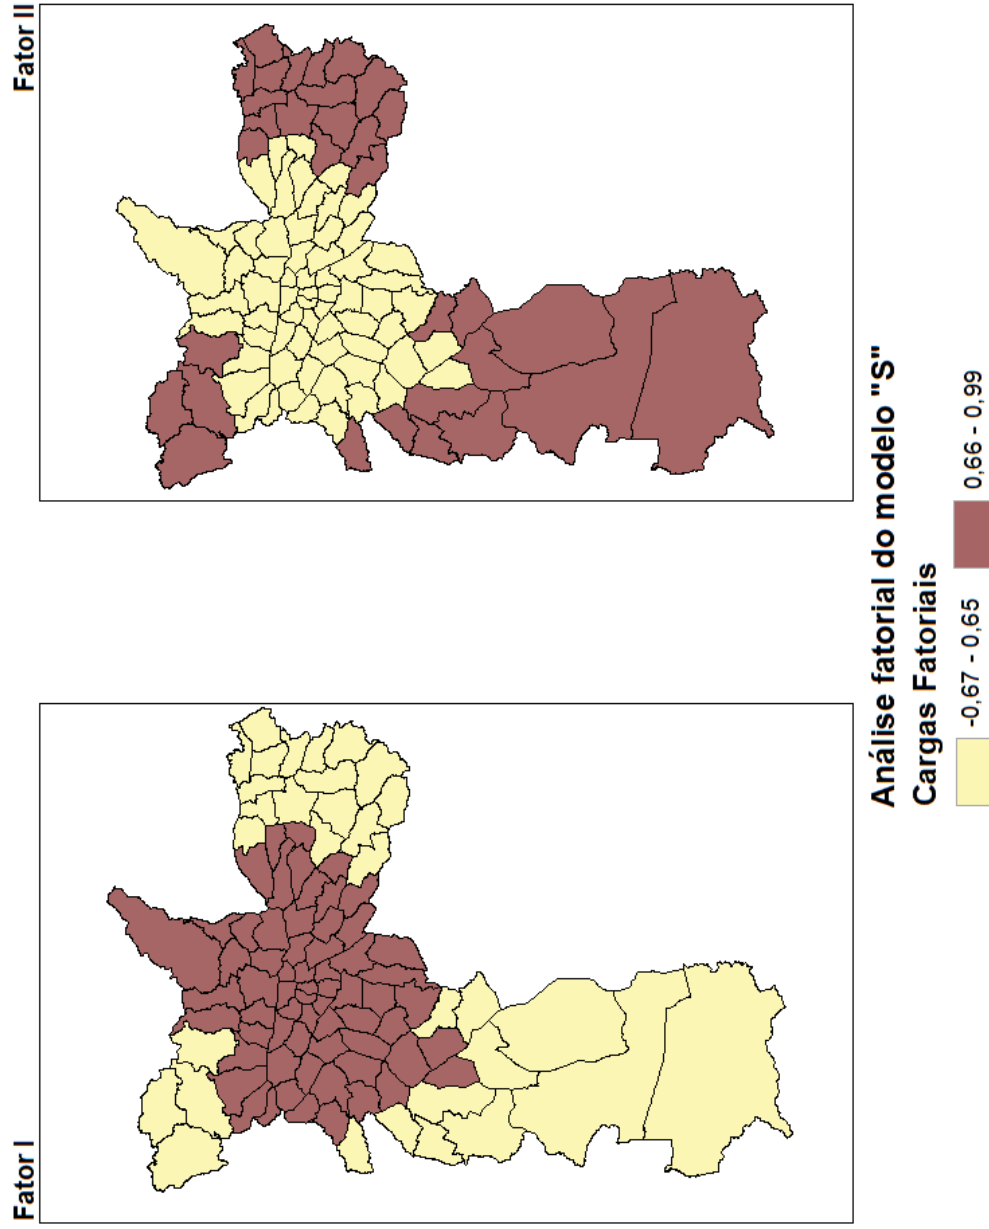 Fator I
Fator II
Análise fatorial do modelo "S"
Cargas Fatoriais
-0,67 - 0,65
0,66 - 0,99